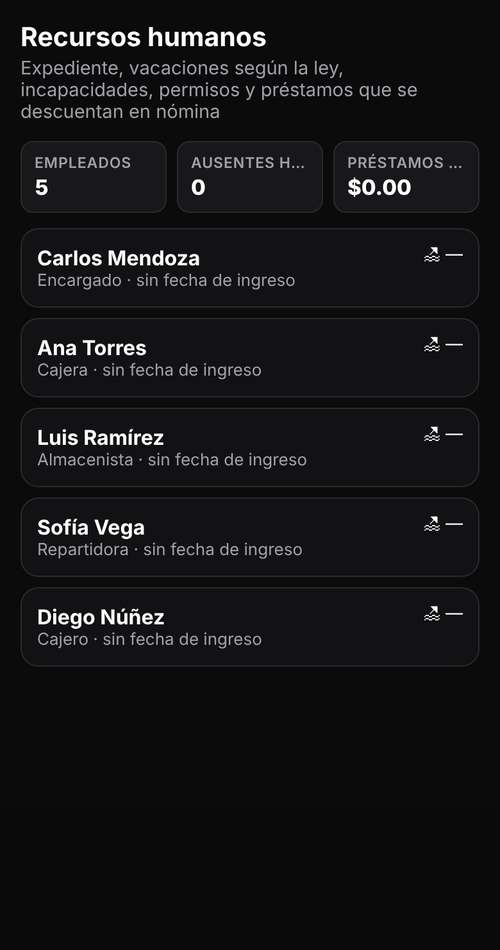 Recursos humanos
Expediente, vacaciones según la ley,
incapacidades, permisos y préstamos que se
descuentan en nómina
EMPLEADOS
5
AUSENTES H...
0
PRÉSTAMOS ...
$0.00
Carlos Mendoza
🏖 —
Encargado · sin fecha de ingreso
Ana Torres
🏖 —
Cajera · sin fecha de ingreso
Luis Ramírez
🏖 —
Almacenista · sin fecha de ingreso
Sofía Vega
🏖 —
Repartidora · sin fecha de ingreso
Diego Núñez
🏖 —
Cajero · sin fecha de ingreso